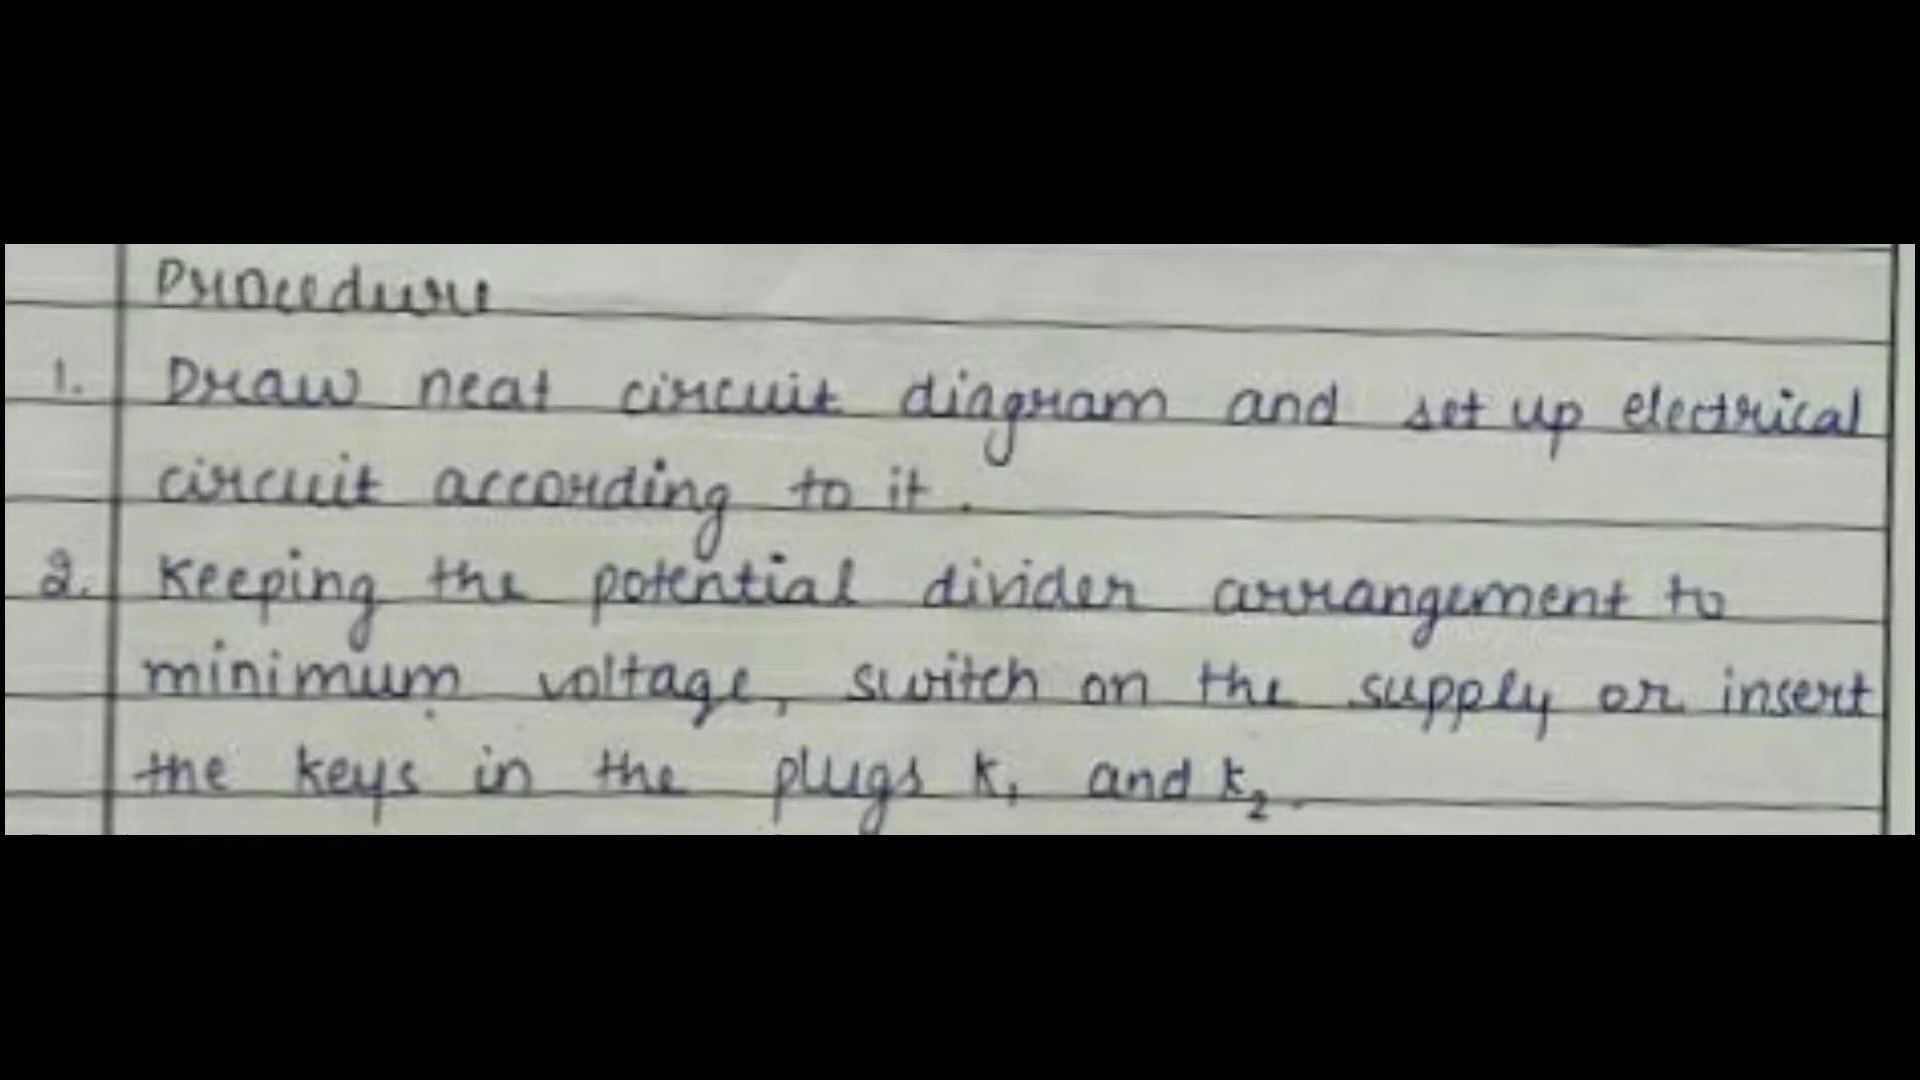 Procedure
1. Draw neat circuit diagram and set up electrical
circuit according to it.
2. Keeping the potential divider arrangement to
minimum voltage, switch on the supply or insert
the keys in the plugs K₁ and K₂.